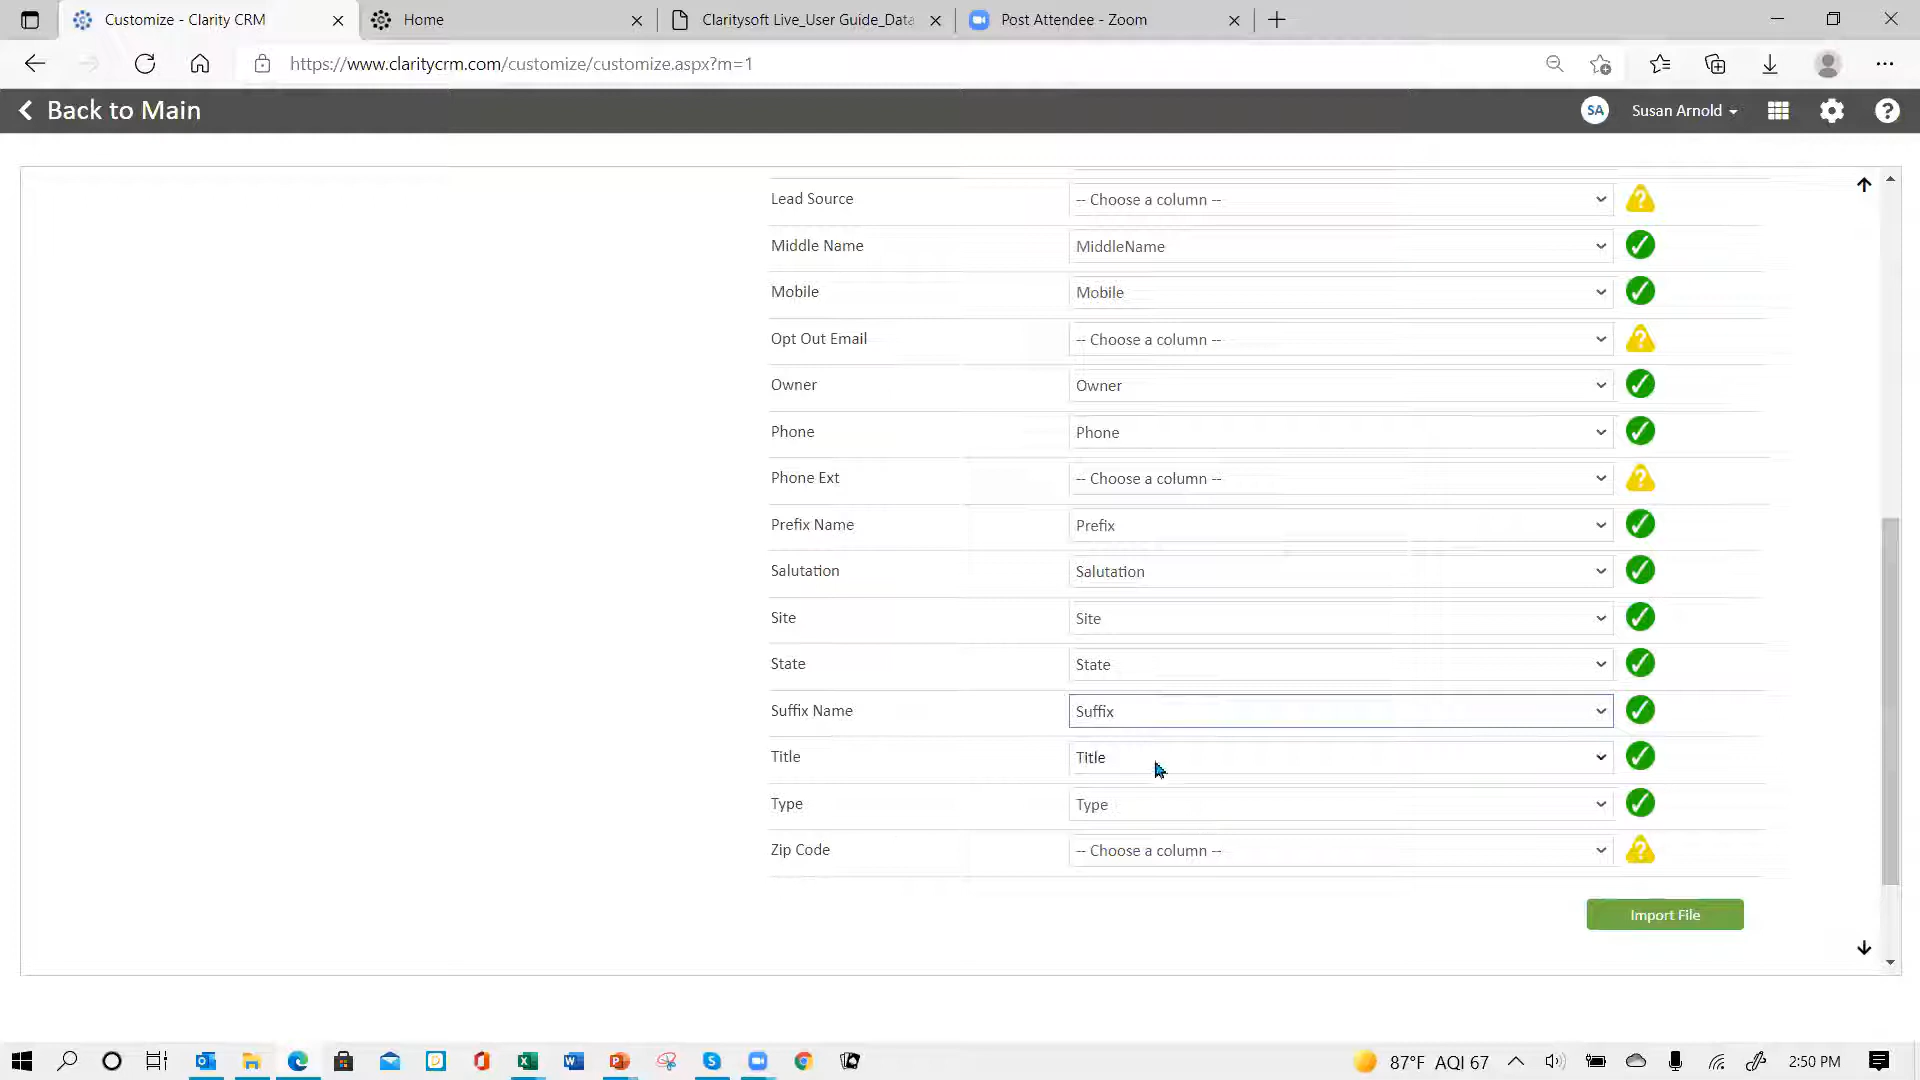 Customize - Clarity CRM
Home
Claritysoft Live_User Guide_Data
Post Attendee - Zoom
https://www.claritycrm.com/customize/customize.aspx?m=1
Back to Main
SA
Susan Arnold
Lead Source
-- Choose a column --
Middle Name
MiddleName
Mobile
Mobile
Opt Out Email
-- Choose a column --
Owner
Owner
Phone
Phone
Phone Ext
-- Choose a column --
Prefix Name
Prefix
Salutation
Salutation
Site
Site
State
State
Suffix Name
Suffix
Title
Title
Type
Type
Zip Code
-- Choose a column --
Import File
87°F AQI 67
2:50 PM